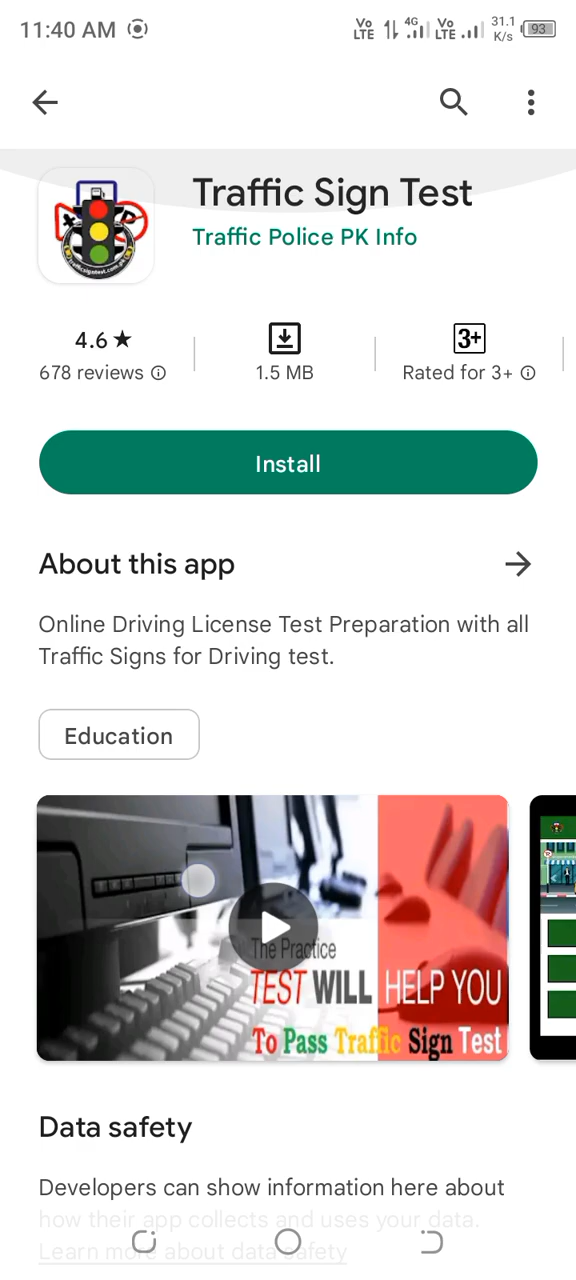 11:40 AM
Vo LTE 4G Vo LTE 31.1 K/s 93
Traffic Sign Test
Traffic Police PK Info
trafficsigntest.com.pk
4.6 ★
678 reviews
1.5 MB
3+
Rated for 3+
Install
About this app
Online Driving License Test Preparation with all
Traffic Signs for Driving test.
Education
The Practice
TEST WILL HELP YOU
To Pass Traffic Sign Test
Data safety
Developers can show information here about
how their app collects and uses your data.
Learn more about data safety